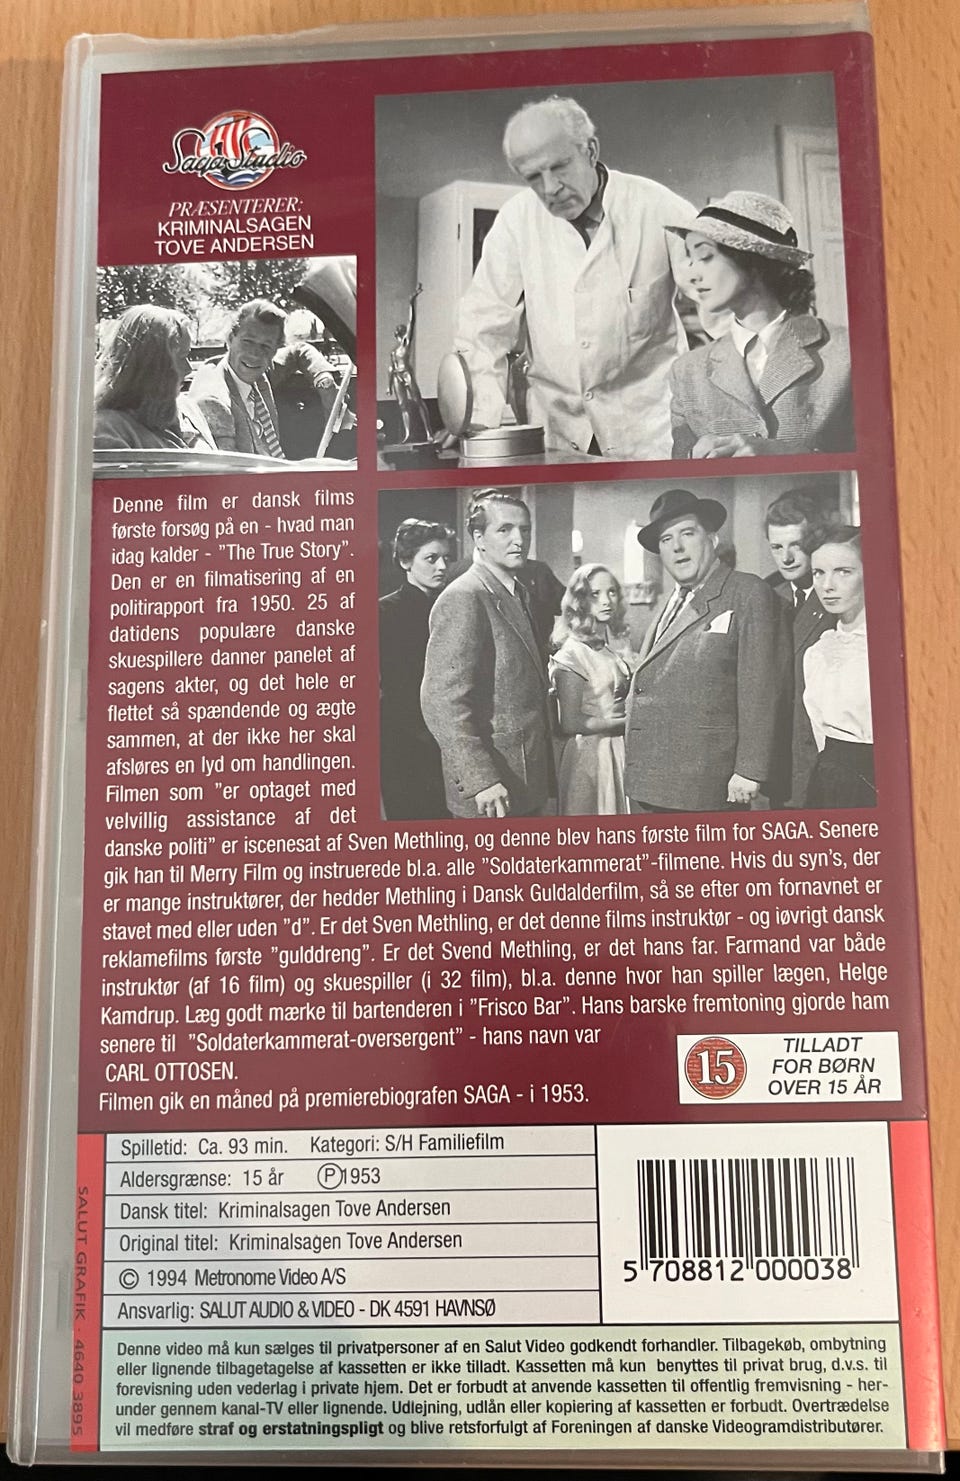 Saga Studio
PRÆSENTERER:
KRIMINALSAGEN
TOVE ANDERSEN
Denne film er dansk films
første forsøg på en - hvad man
idag kalder - ”The True Story”.
Den er en filmatisering af en
politirapport fra 1950. 25 af
datidens populære danske
skuespillere danner panelet af
sagens akter, og det hele er
flettet så spændende og ægte
sammen, at der ikke her skal
afsløres en lyd om handlingen.
Filmen som ”er optaget med
velvillig assistance af det
danske politi” er iscenesat af Sven Methling, og denne blev hans første film for SAGA. Senere
gik han til Merry Film og instruerede bl.a. alle ”Soldaterkammerat”-filmene. Hvis du syn’s, der
er mange instruktører, der hedder Methling i Dansk Guldalderfilm, så se efter om fornavnet er
stavet med eller uden ”d”. Er det Sven Methling, er det denne films instruktør - og iøvrigt dansk
reklamefilms første ”gulddreng”. Er det Svend Methling, er det hans far. Farmand var både
instruktør (af 16 film) og skuespiller (i 32 film), bl.a. denne hvor han spiller lægen, Helge
Kamdrup. Læg godt mærke til bartenderen i ”Frisco Bar”. Hans barske fremtoning gjorde ham
senere til ”Soldaterkammerat-oversergent” - hans navn var
CARL OTTOSEN.
Filmen gik en måned på premierebiografen SAGA - i 1953.
15
TILLADT
FOR BØRN
OVER 15 ÅR
Spilletid: Ca. 93 min. Kategori: S/H Familiefilm
Aldersgrænse: 15 år Ⓟ1953
Dansk titel: Kriminalsagen Tove Andersen
Original titel: Kriminalsagen Tove Andersen
© 1994 Metronome Video A/S
Ansvarlig: SALUT AUDIO & VIDEO - DK 4591 HAVNSØ
5 708812 000038
SALUT GRAFIK · 4640 3895
Denne video må kun sælges til privatpersoner af en Salut Video godkendt forhandler. Tilbagekøb, ombytning
eller lignende tilbagetagelse af kassetten er ikke tilladt. Kassetten må kun benyttes til privat brug, d.v.s. til
forevisning uden vederlag i private hjem. Det er forbudt at anvende kassetten til offentlig fremvisning - her-
under gennem kanal-TV eller lignende. Udlejning, udlån eller kopiering af kassetten er forbudt. Overtrædelse
vil medføre straf og erstatningspligt og blive retsforfulgt af Foreningen af danske Videogramdistributører.